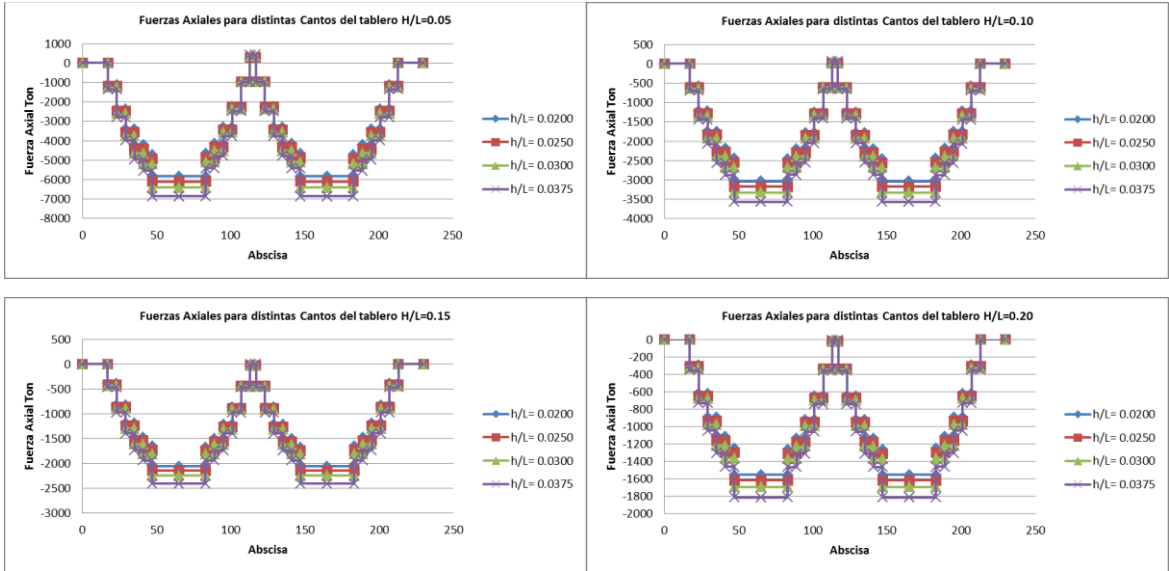 Fuerzas Axiales para distintas Cantos del tablero H/L=0.05
Fuerza Axial Ton
1000
0
-1000
-2000
-3000
-4000
-5000
-6000
-7000
-8000
0 50 100 150 200 250
Abscisa
h/L= 0.0200
h/L= 0.0250
h/L= 0.0300
h/L= 0.0375
Fuerzas Axiales para distintas Cantos del tablero H/L=0.10
Fuerza Axial Ton
500
0
-500
-1000
-1500
-2000
-2500
-3000
-3500
-4000
0 50 100 150 200 250
Abscisa
h/L= 0.0200
h/L= 0.0250
h/L= 0.0300
h/L= 0.0375
Fuerzas Axiales para distintas Cantos del tablero H/L=0.15
Fuerza Axial Ton
500
0
-500
-1000
-1500
-2000
-2500
-3000
0 50 100 150 200 250
Abscisa
h/L= 0.0200
h/L= 0.0250
h/L= 0.0300
h/L= 0.0375
Fuerzas Axiales para distintas Cantos del tablero H/L=0.20
Fuerza Axial Ton
0
-200
-400
-600
-800
-1000
-1200
-1400
-1600
-1800
-2000
0 50 100 150 200 250
Abscisa
h/L= 0.0200
h/L= 0.0250
h/L= 0.0300
h/L= 0.0375